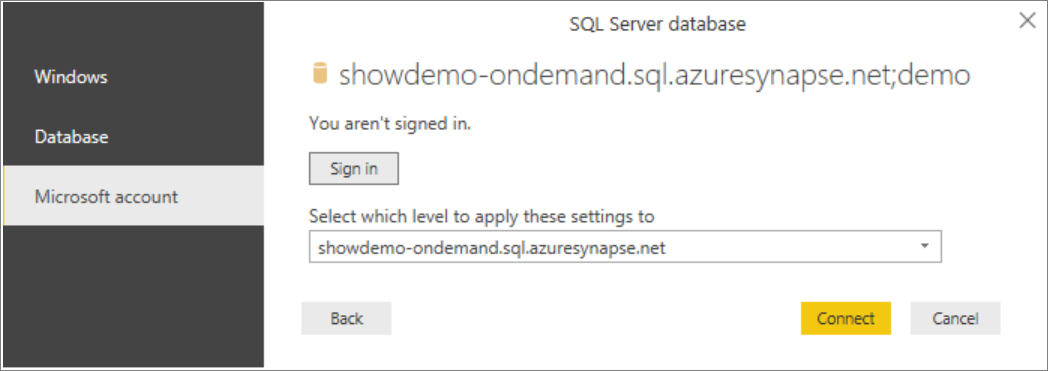 SQL Server database
Windows
Database
Microsoft account
showdemo-ondemand.sql.azuresynapse.net;demo
You aren't signed in.
Sign in
Select which level to apply these settings to
showdemo-ondemand.sql.azuresynapse.net
Back
Connect
Cancel